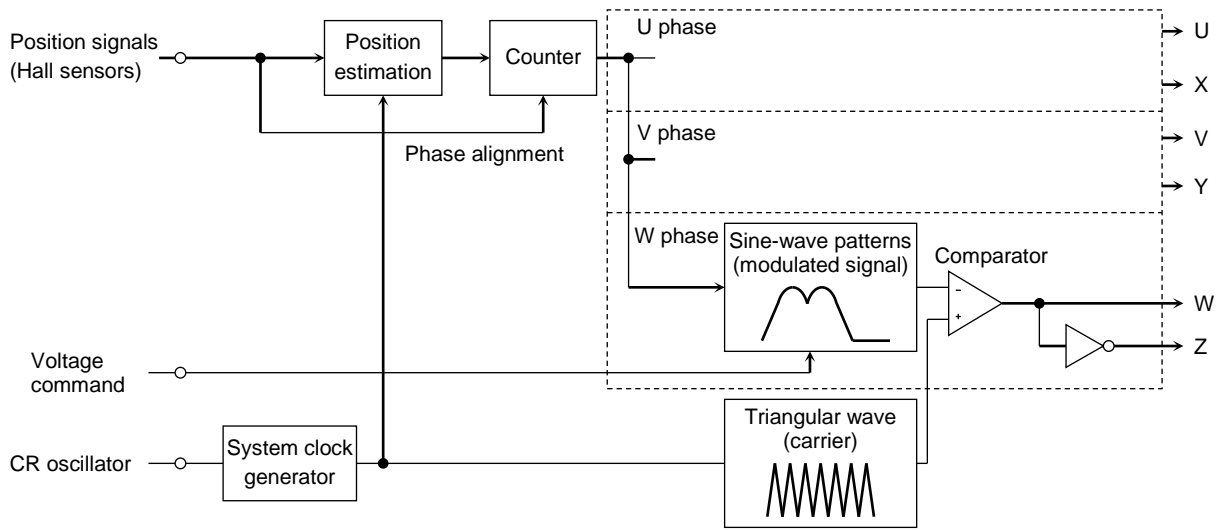 Position signals
(Hall sensors)
Position
estimation
Counter
Phase alignment
U phase
U
X
V phase
V
Y
W phase
Sine-wave patterns
(modulated signal)
Comparator
-
+
W
Z
Voltage
command
CR oscillator
System clock
generator
Triangular wave
(carrier)